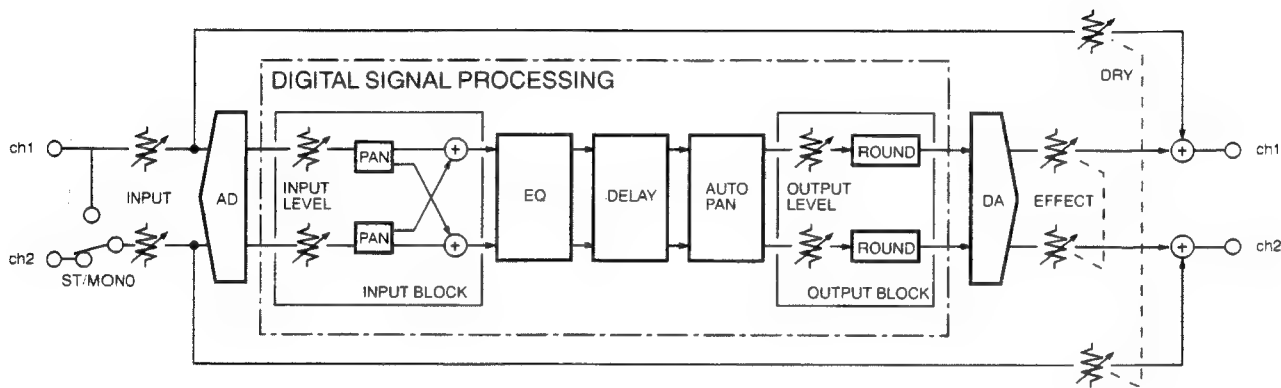 DIGITAL SIGNAL PROCESSING
DRY
ch1
INPUT
AD
INPUT
LEVEL
PAN
PAN
INPUT BLOCK
EQ
DELAY
AUTO
PAN
OUTPUT
LEVEL
ROUND
ROUND
OUTPUT BLOCK
DA
EFFECT
ch1
ch2
ST/MONO
ch2